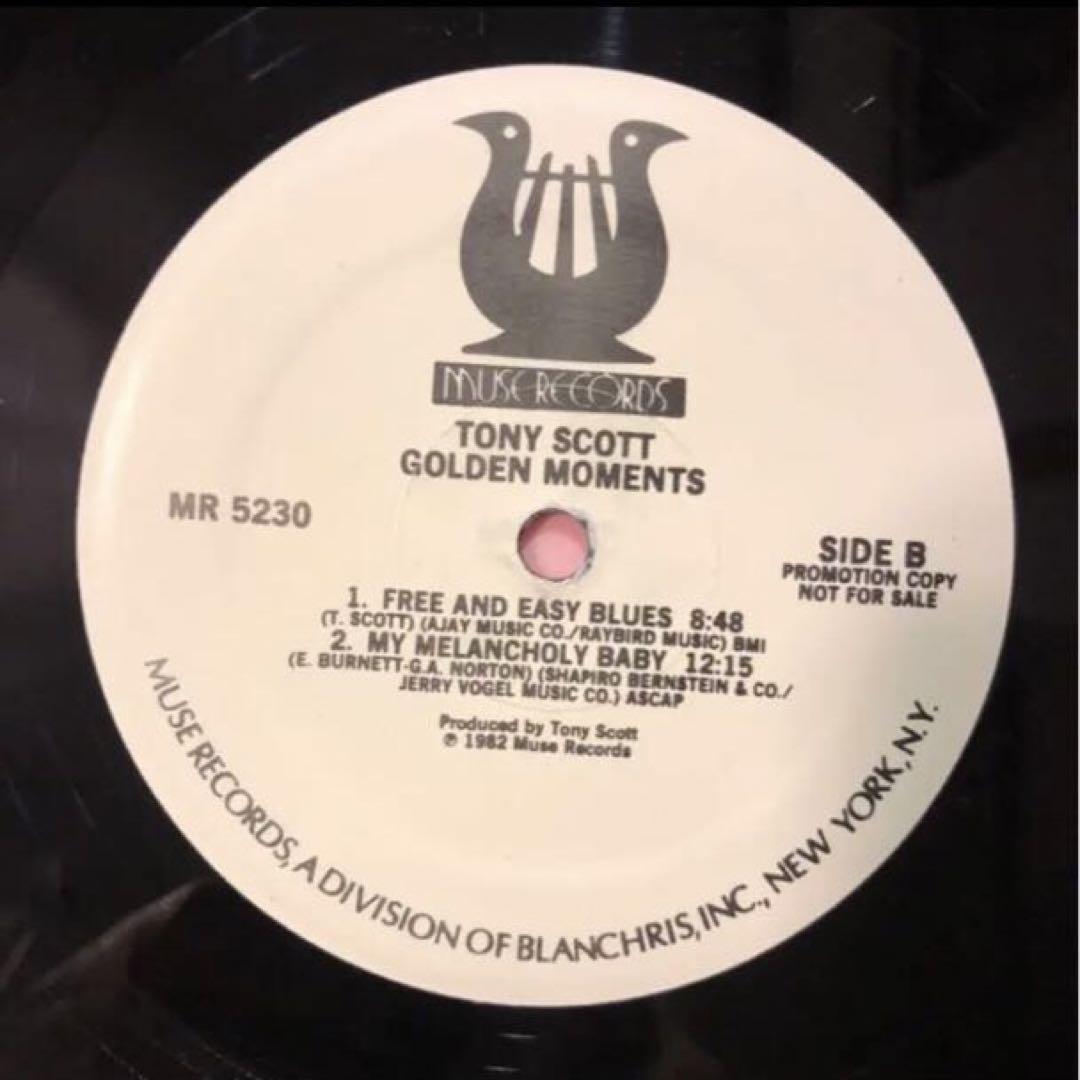 MUSE RECORDS
TONY SCOTT
GOLDEN MOMENTS
MR 5230
SIDE B
PROMOTION COPY
NOT FOR SALE
1. FREE AND EASY BLUES 8:48
(T. SCOTT) (AJAY MUSIC CO./RAYBIRD MUSIC) BMI
2. MY MELANCHOLY BABY 12:15
(E. BURNETT-G.A. NORTON) (SHAPIRO BERNSTEIN & CO./
JERRY VOGEL MUSIC CO.) ASCAP
Produced by Tony Scott
℗ 1982 Muse Records
MUSE RECORDS, A DIVISION OF BLANCHRIS, INC., NEW YORK, N.Y.